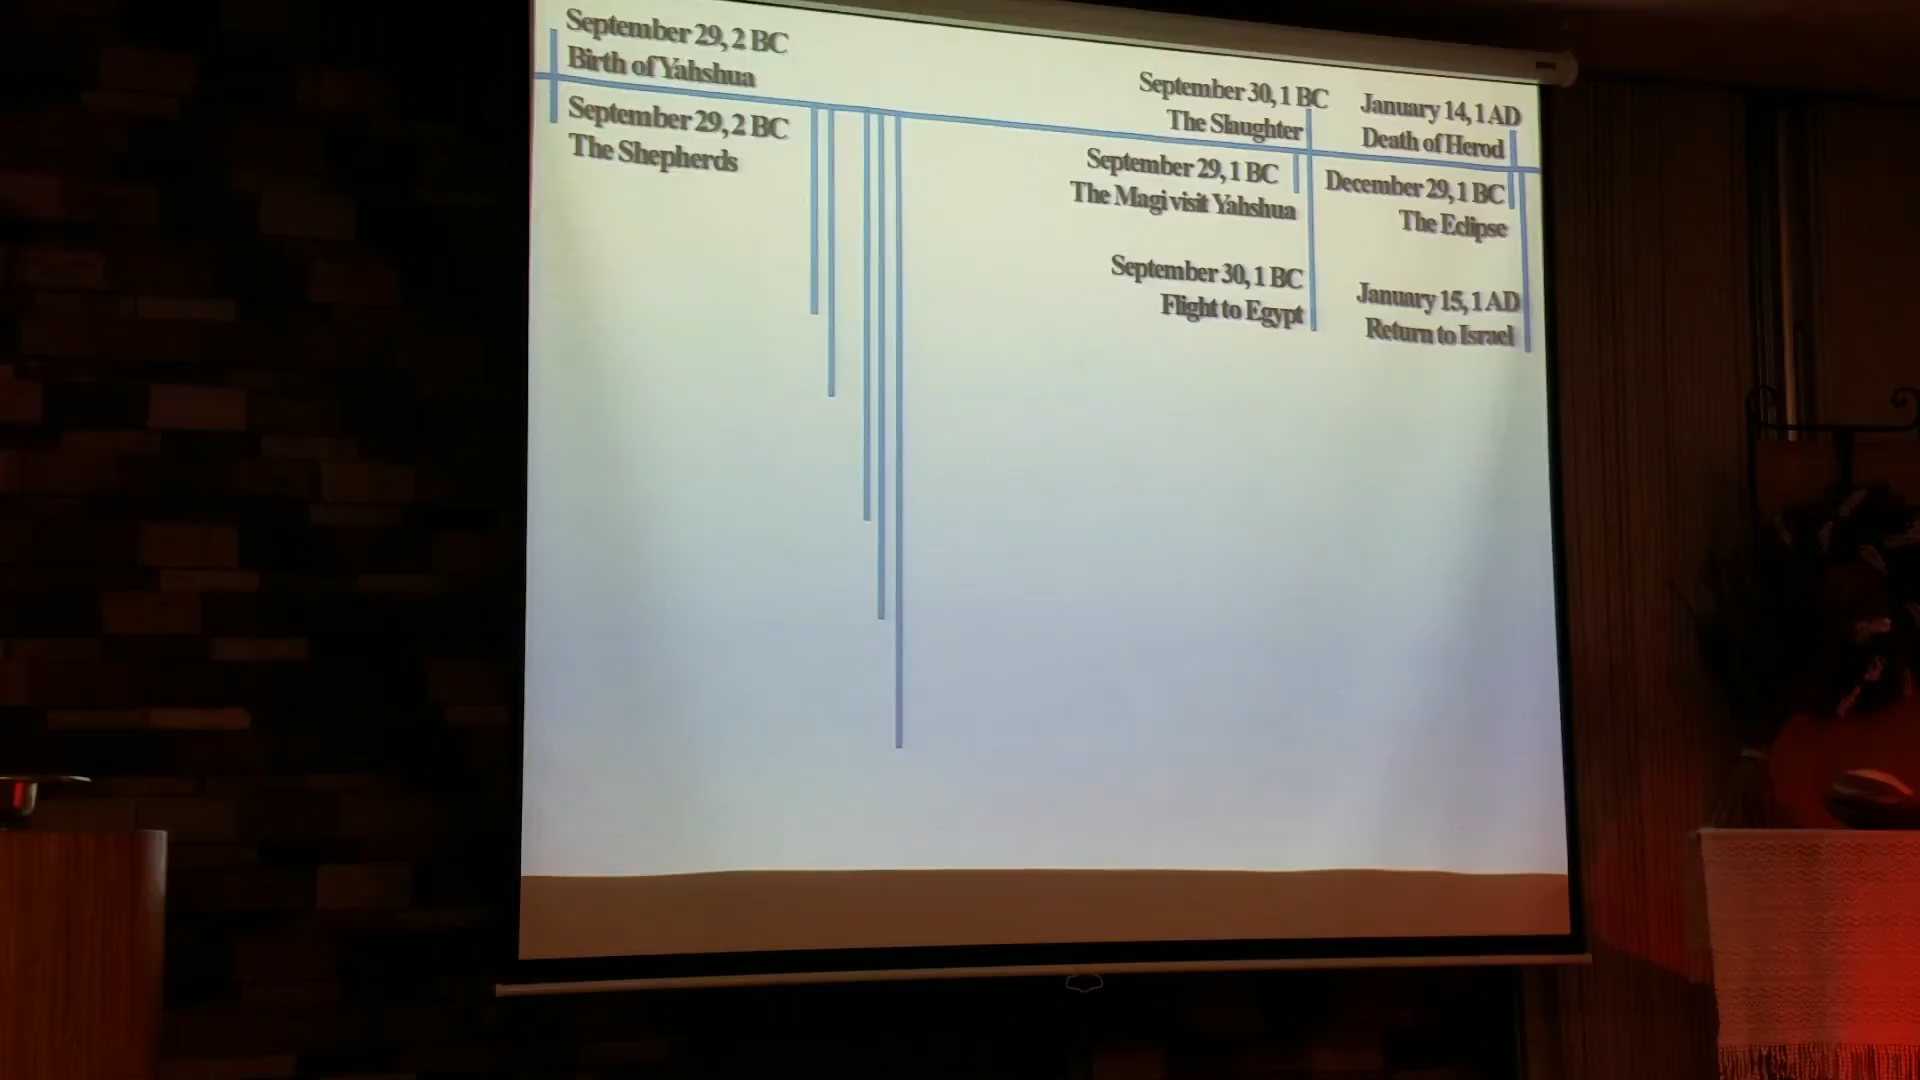 September 29, 2 BC
Birth of Yahshua
September 29, 2 BC
The Shepherds
September 30, 1 BC
The Slaughter
September 29, 1 BC
The Magi visit Yahshua
September 30, 1 BC
Flight to Egypt
January 14, 1 AD
Death of Herod
December 29, 1 BC
The Eclipse
January 15, 1 AD
Return to Israel